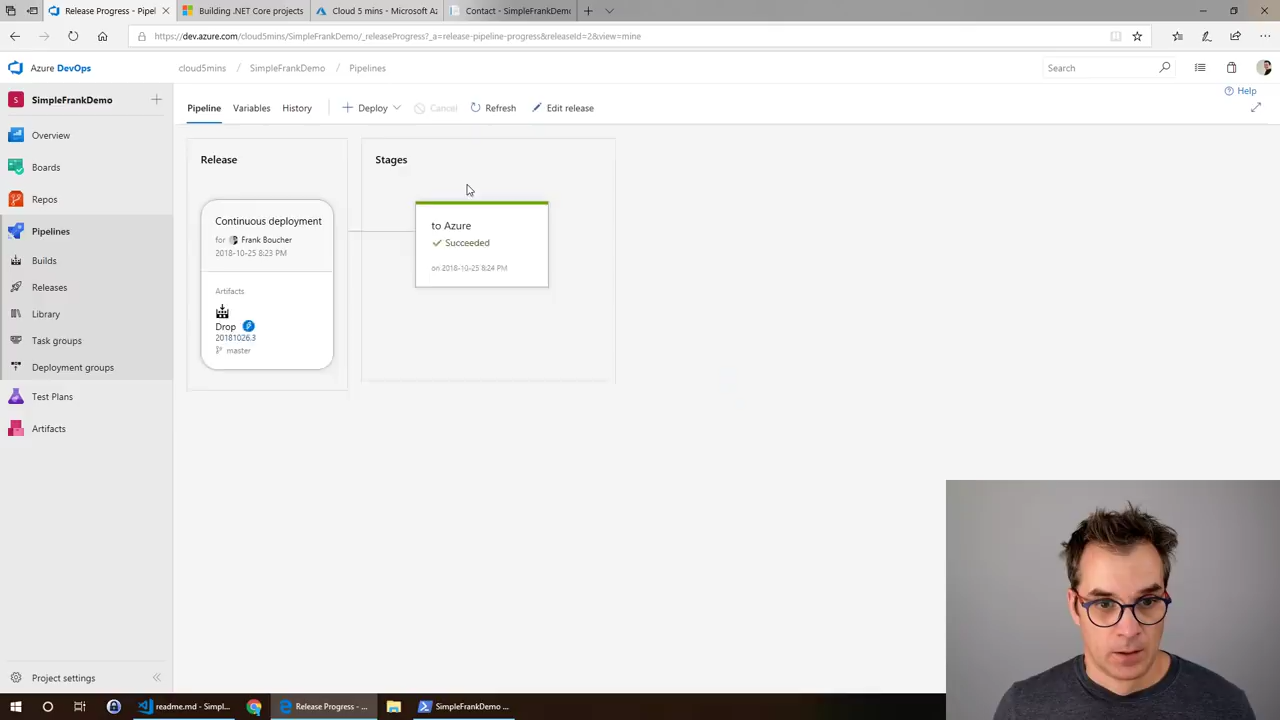 Release Progress - Pipel
Building .NET Core projects
Cloud 5 mins - Microsoft Az
Contact - SimpleFrankDemo
https://dev.azure.com/cloud5mins/SimpleFrankDemo/_releaseProgress?_a=release-pipeline-progress&releaseId=2&view=mine
Azure DevOps
cloud5mins / SimpleFrankDemo / Pipelines
Search
Help
S SimpleFrankDemo
Pipeline Variables History Deploy Cancel Refresh Edit release
Overview
Boards
Repos
Pipelines
Builds
Releases
Library
Task groups
Deployment groups
Test Plans
Artifacts
Project settings
Release
Continuous deployment
for Frank Boucher
2018-10-25 8:23 PM
Artifacts
Drop
20181026.3
master
Stages
to Azure
Succeeded
on 2018-10-25 8:24 PM
readme.md - Simpl...
Release Progress - ...
SimpleFrankDemo ...